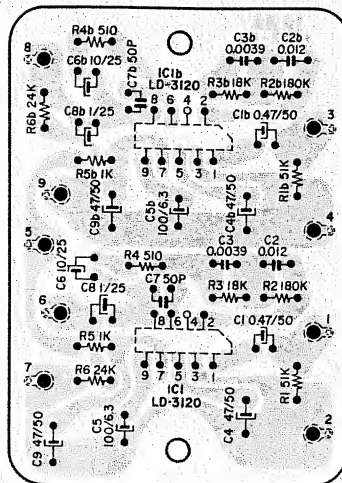 R4b 510
C6b 10/25
C7b 50P
IC1b
LD-3120
C3b
0.0039
C2b
0.012
8
R6b 24K
C8b 1/25
8 6 4 2
R3b 18K
R2b 180K
C1b 0.47/50
3
9 7 5 3 1
R5b 1K
R1b 51K
9
C9b 47/50
C5b
100/6.3
C4b 47/50
4
5
C6 10/25
R4 510
C3
0.0039
C2
0.012
C8 1/25
C7 50P
R3 18K
R2 180K
6
8 6 4 2
C1 0.47/50
1
R5 1K
7
R6 24K
9 7 5 3 1
IC1
LD-3120
R1 51K
C9 47/50
C5
100/6.3
C4 47/50
2